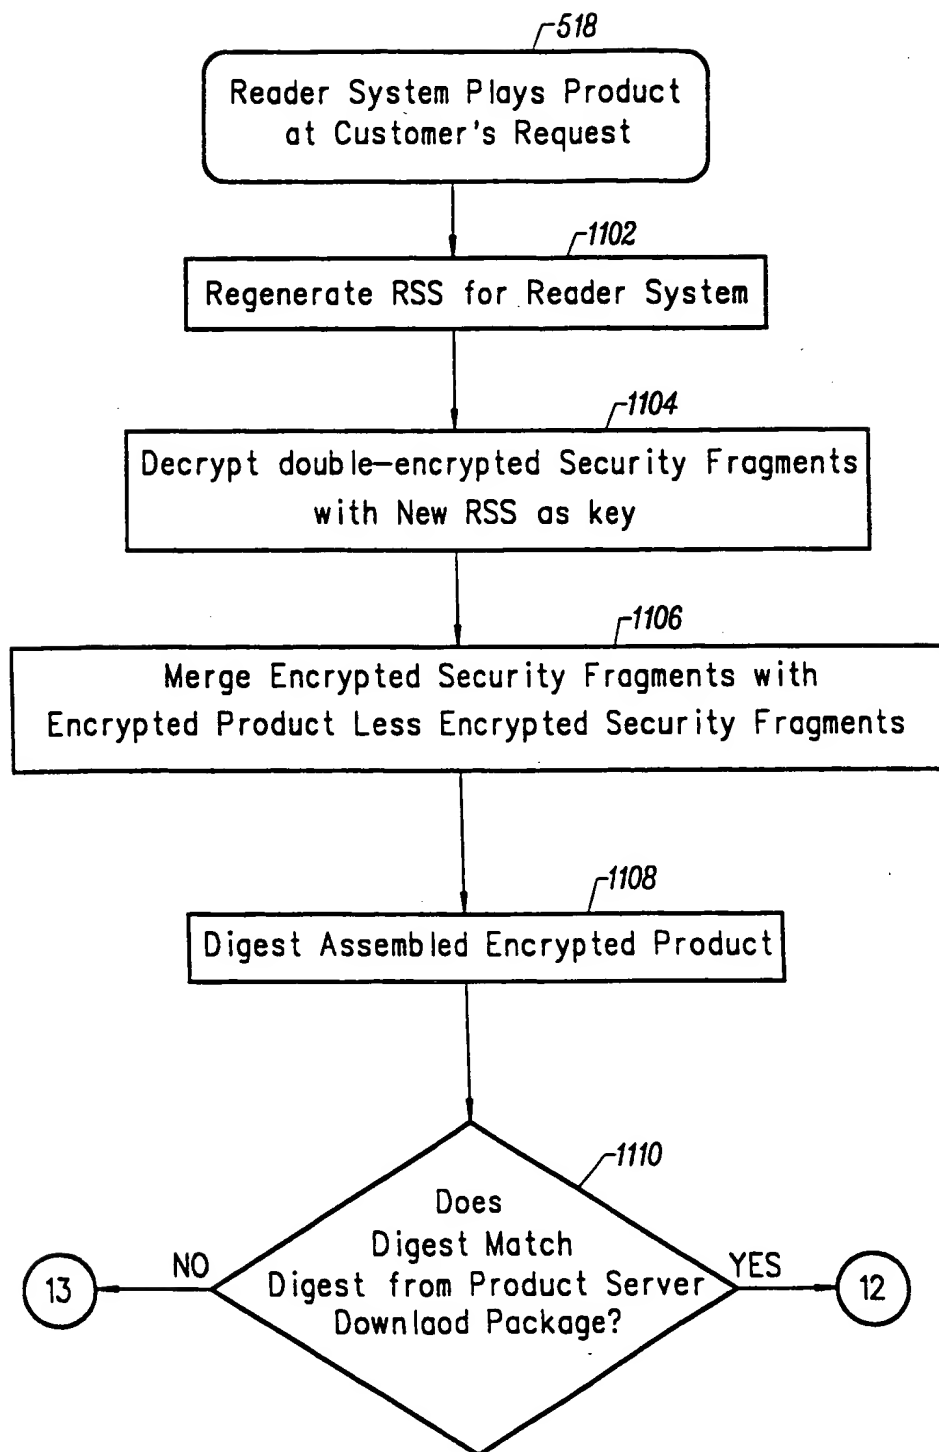 518
Reader System Plays Product
at Customer's Request
1102
Regenerate RSS for Reader System
1104
Decrypt double-encrypted Security Fragments
with New RSS as key
1106
Merge Encrypted Security Fragments with
Encrypted Product Less Encrypted Security Fragments
1108
Digest Assembled Encrypted Product
1110
Does
Digest Match
Digest from Product Server
Downlaod Package?
NO
YES
13
12